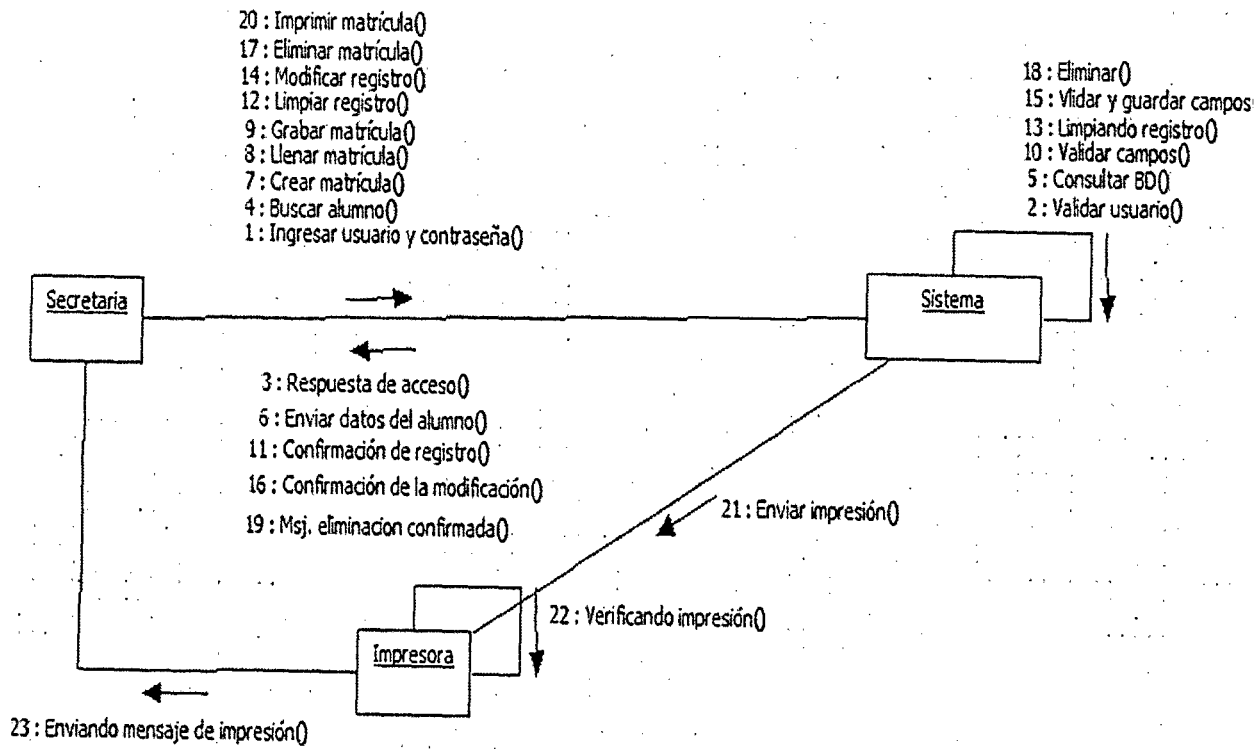 20 : Imprimir matrícula()
17 : Eliminar matrícula()
14 : Modificar registro()
12 : Limpiar registro()
9 : Grabar matrícula()
8 : Llenar matrícula()
7 : Crear matrícula()
4 : Buscar alumno()
1 : Ingresar usuario y contraseña()
18 : Eliminar()
15 : Vlidar y guardar campos
13 : Limpiando registro()
10 : Validar campos()
5 : Consultar BD()
2 : Validar usuario()
Secretaria
Sistema
3 : Respuesta de acceso()
6 : Enviar datos del alumno()
11 : Confirmación de registro()
16 : Confirmación de la modificación()
19 : Msj. eliminacion confirmada()
21 : Enviar impresión()
22 : Verificando impresión()
Impresora
23 : Enviando mensaje de impresión()